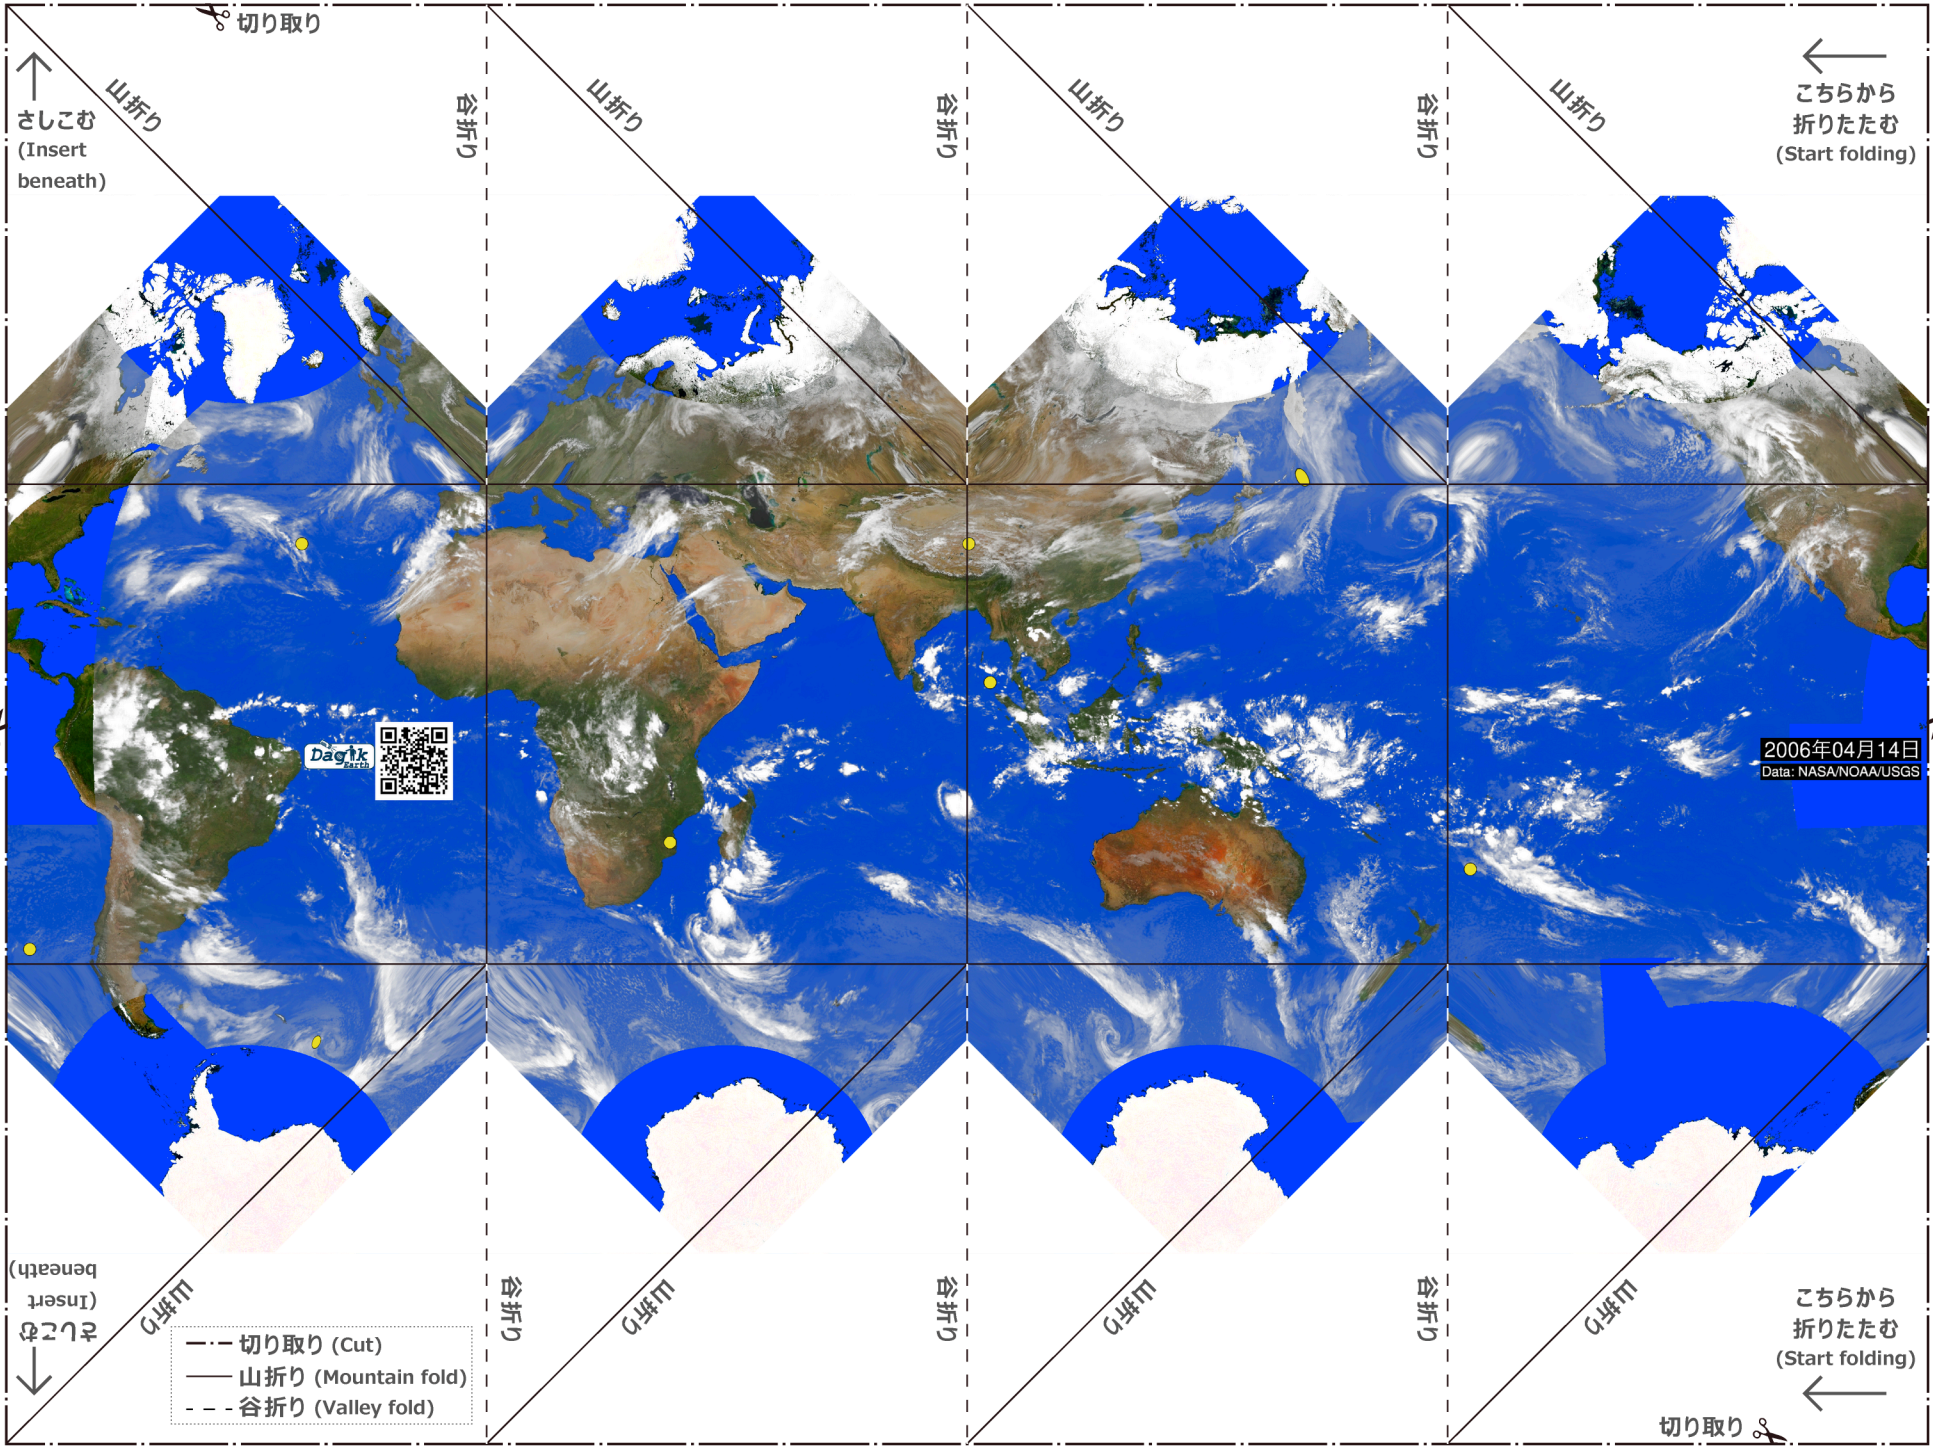 切り取り
山折り
谷折り
山折り
谷折り
山折り
谷折り
山折り
さしこむ
(Insert
beneath)
こちらから
折りたたむ
(Start folding)
Dagik
Earth
2006年04月14日
Data: NASA/NOAA/USGS
さしこむ
(Insert
beneath)
山折り
谷折り
山折り
谷折り
山折り
谷折り
山折り
こちらから
折りたたむ
(Start folding)
切り取り (Cut)
山折り (Mountain fold)
谷折り (Valley fold)
切り取り